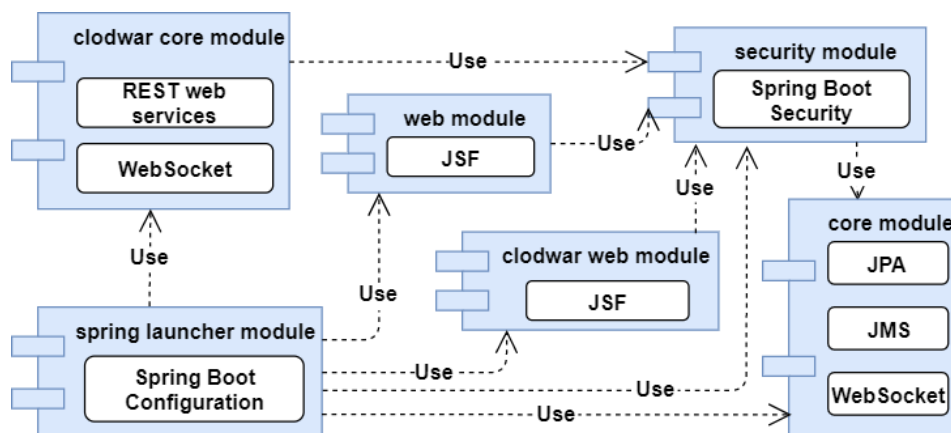 clodwar core module
REST web
services
WebSocket
Use
security module
Spring Boot
Security
web module
JSF
Use
Use
Use
Use
clodwar web module
JSF
core module
JPA
JMS
WebSocket
Use
spring launcher module
Spring Boot
Configuration
Use
Use
Use
Use